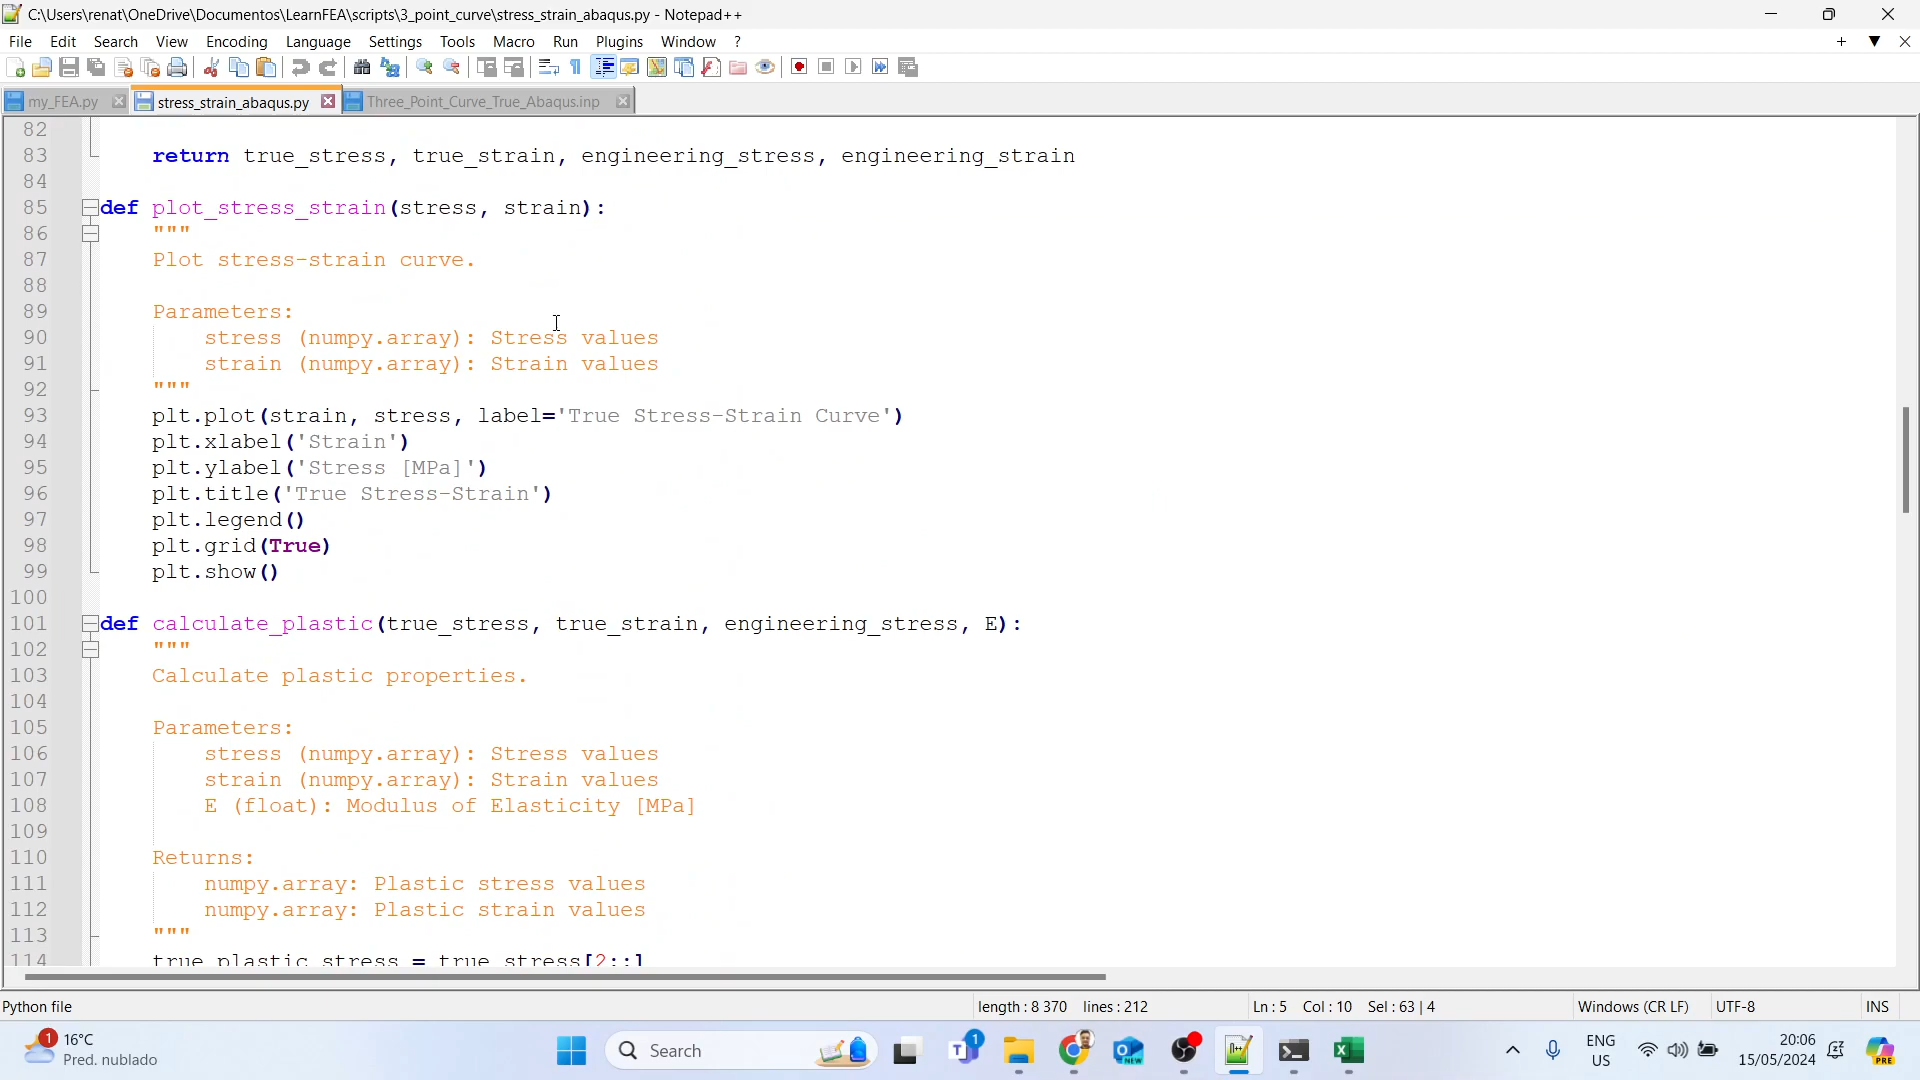 C:\Users\renat\OneDrive\Documentos\LearnFEA\scripts\3_point_curve\stress_strain_abaqus.py - Notepad++
File Edit Search View Encoding Language Settings Tools Macro Run Plugins Window ?
my_FEA.py stress_strain_abaqus.py Three_Point_Curve_True_Abaqus.inp
82
83 return true_stress, true_strain, engineering_stress, engineering_strain
84
85 def plot_stress_strain(stress, strain):
86 """
87 Plot stress-strain curve.
88
89 Parameters:
90 stress (numpy.array): Stress values
91 strain (numpy.array): Strain values
92 """
93 plt.plot(strain, stress, label='True Stress-Strain Curve')
94 plt.xlabel('Strain')
95 plt.ylabel('Stress [MPa]')
96 plt.title('True Stress-Strain')
97 plt.legend()
98 plt.grid(True)
99 plt.show()
100
101 def calculate_plastic(true_stress, true_strain, engineering_stress, E):
102 """
103 Calculate plastic properties.
104
105 Parameters:
106 stress (numpy.array): Stress values
107 strain (numpy.array): Strain values
108 E (float): Modulus of Elasticity [MPa]
109
110 Returns:
111 numpy.array: Plastic stress values
112 numpy.array: Plastic strain values
113 """
114 true_plastic_stress = true_stress[2::]
Python file length : 8 370 lines : 212 Ln : 5 Col : 10 Sel : 63 | 4 Windows (CR LF) UTF-8 INS
1 16°C
Pred. nublado
Search
1
NEW
ENG
US
20:06
15/05/2024
PRE